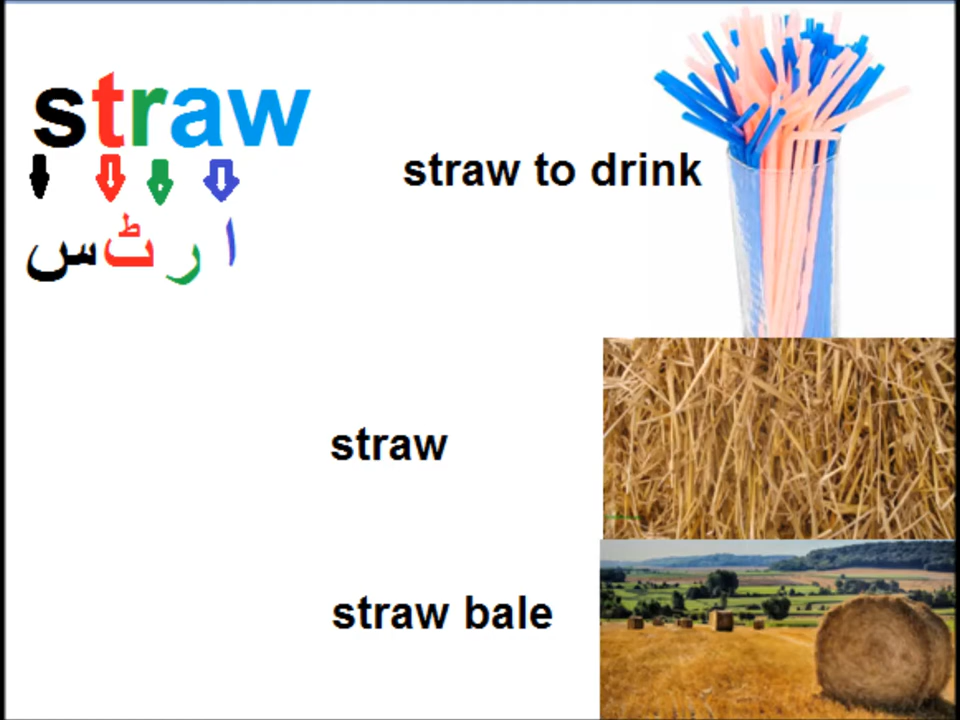 straw
س ٹ ر ا
straw to drink
straw
straw bale